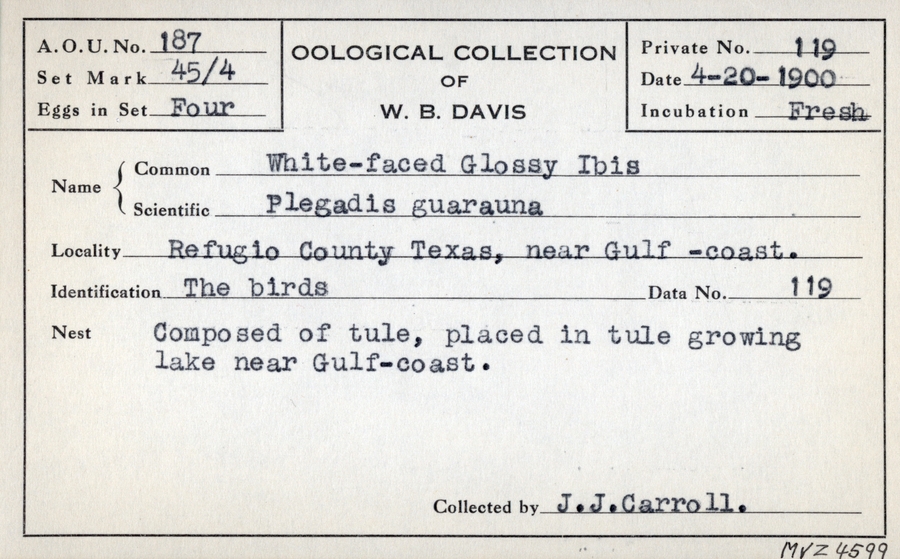 A.O.U. No. 187
Set Mark 45/4
Eggs in Set Four
OOLOGICAL COLLECTION
OF
W. B. DAVIS
Private No. 119
Date 4-20-1900
Incubation Fresh
Name
Common White-faced Glossy Ibis
Scientific Plegadis guarauna
Locality Refugio County Texas, near Gulf -coast.
Identification The birds Data No. 119
Nest Composed of tule, placed in tule growing
lake near Gulf-coast.
Collected by J.J.Carroll.
MVZ 4599